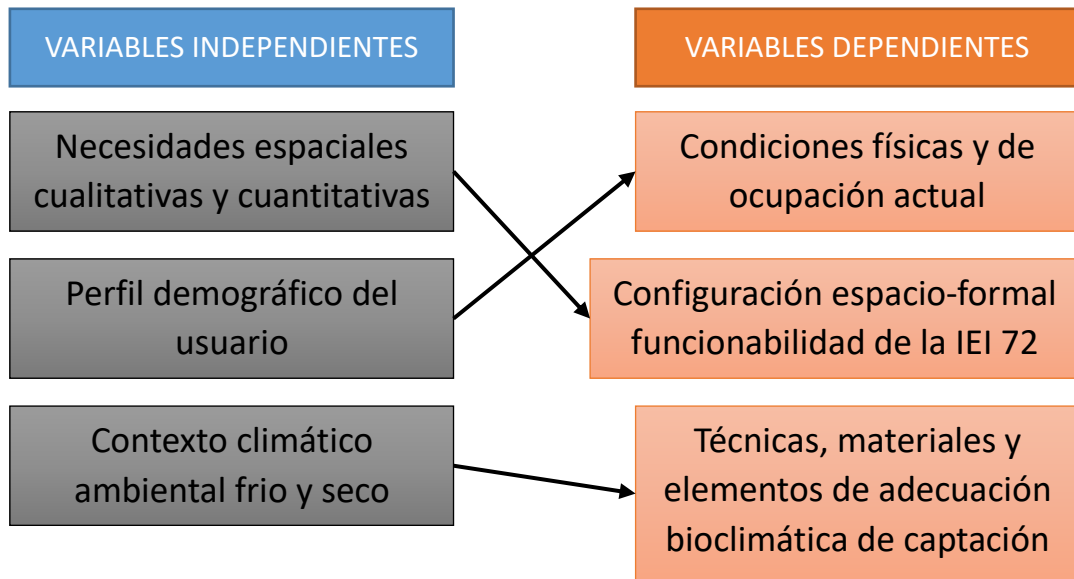 VARIABLES INDEPENDIENTES
VARIABLES DEPENDIENTES
Necesidades espaciales
cualitativas y cuantitativas
Condiciones físicas y de
ocupación actual
Perfil demográfico del
usuario
Configuración espacio-formal
funcionabilidad de la IEI 72
Contexto climático
ambiental frio y seco
Técnicas, materiales y
elementos de adecuación
bioclimática de captación